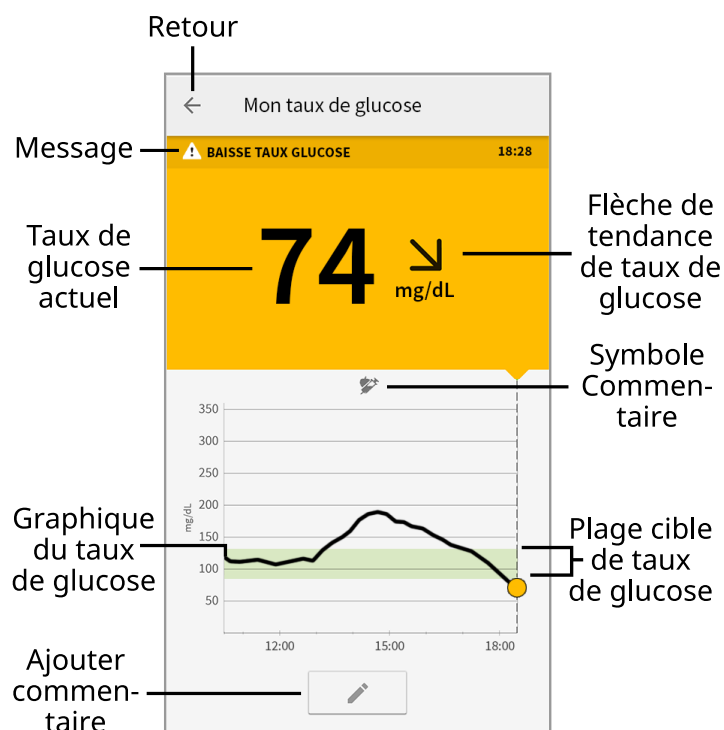 Retour
Mon taux de glucose
Message
BAISSE TAUX GLUCOSE
18:28
Taux de
glucose
actuel
74
mg/dL
Flèche de
tendance
de taux de
glucose
Symbole
Commen-
taire
350
300
250
200
150
100
50
mg/dL
12:00
15:00
18:00
Graphique
du taux
de glucose
Plage cible
de taux
de glucose
Ajouter
commen-
taire